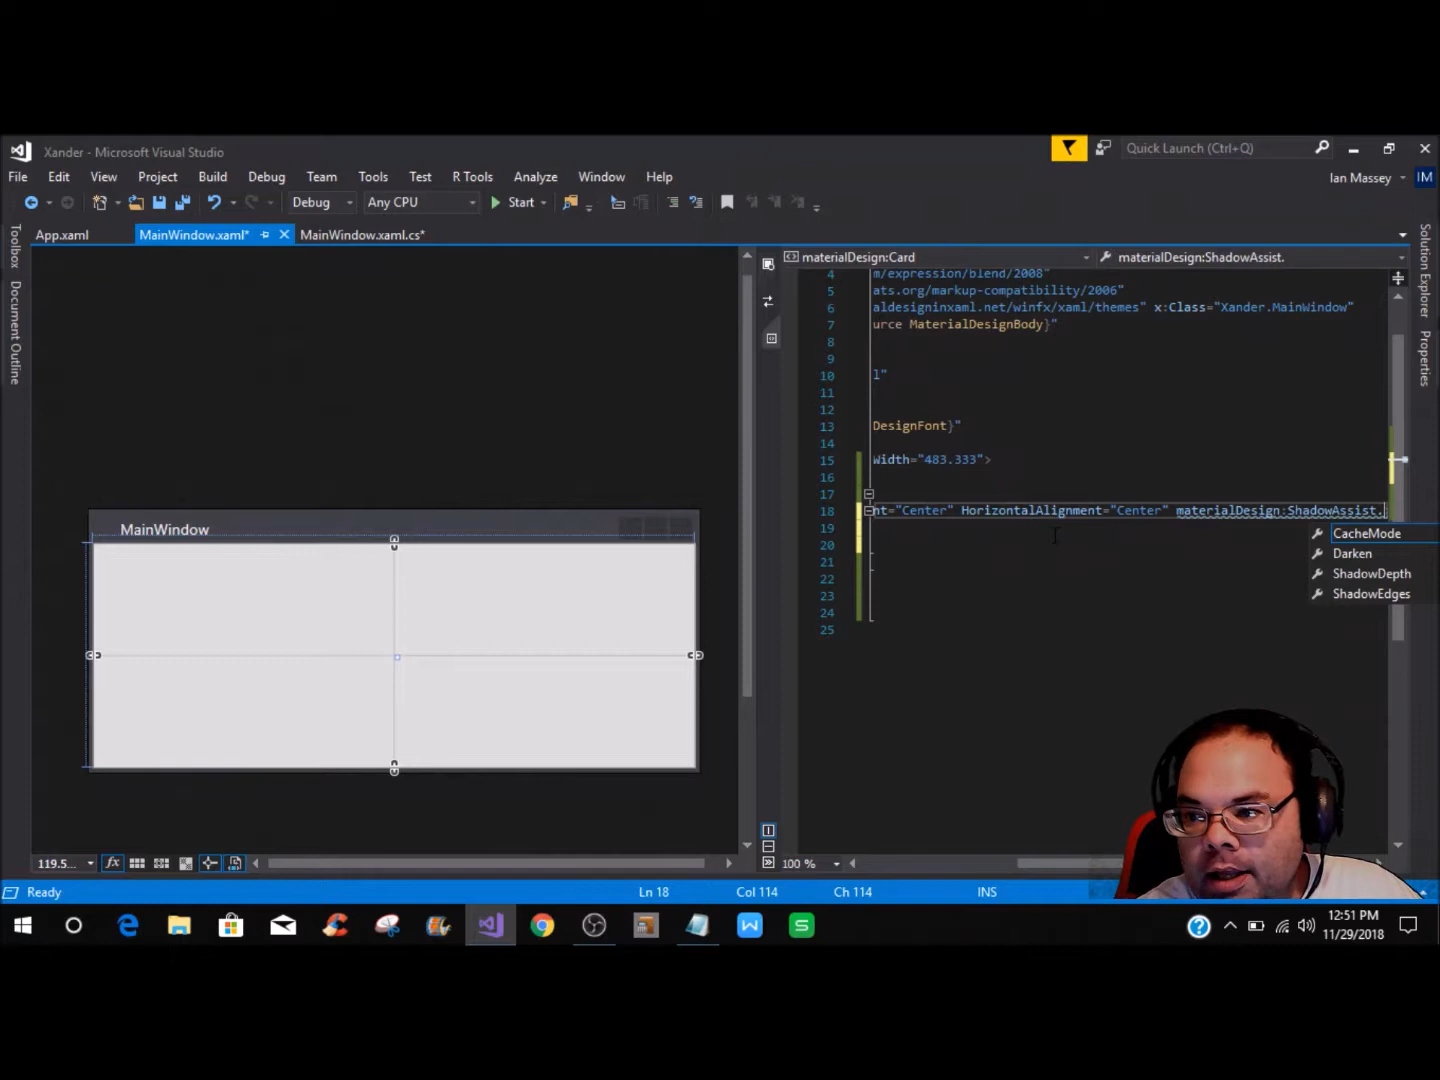 Xander - Microsoft Visual Studio
Quick Launch (Ctrl+Q)
File Edit View Project Build Debug Team Tools Test R Tools Analyze Window Help
Ian Massey IM
Debug Any CPU Start
App.xaml MainWindow.xaml* MainWindow.xaml.cs*
Toolbox
Document Outline
Solution Explorer
Properties
materialDesign:Card materialDesign:ShadowAssist.
4 m/expression/blend/2008"
5 ats.org/markup-compatibility/2006"
6 aldesigninxaml.net/winfx/xaml/themes" x:Class="Xander.MainWindow"
7 urce MaterialDesignBody}"
8
9
10 l"
11
12
13 DesignFont}"
14
15 Width="483.333">
16
17
18 nt="Center" HorizontalAlignment="Center" materialDesign:ShadowAssist.
19
20
21
22
23
24
25
CacheMode
Darken
ShadowDepth
ShadowEdges
MainWindow
119.5... fx
100 %
Ready Ln 18 Col 114 Ch 114 INS
12:51 PM
11/29/2018